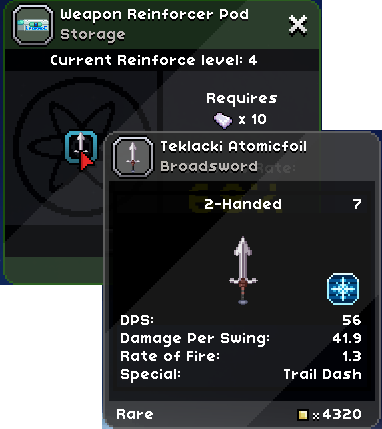 Weapon Reinforcer Pod
Storage
Current Reinforce level: 4
Requires
x 10
Teklacki Atomicfoil
Broadsword
2-Handed 7
DPS: 56
Damage Per Swing: 41.9
Rate of Fire: 1.3
Special: Trail Dash
Rare x4320